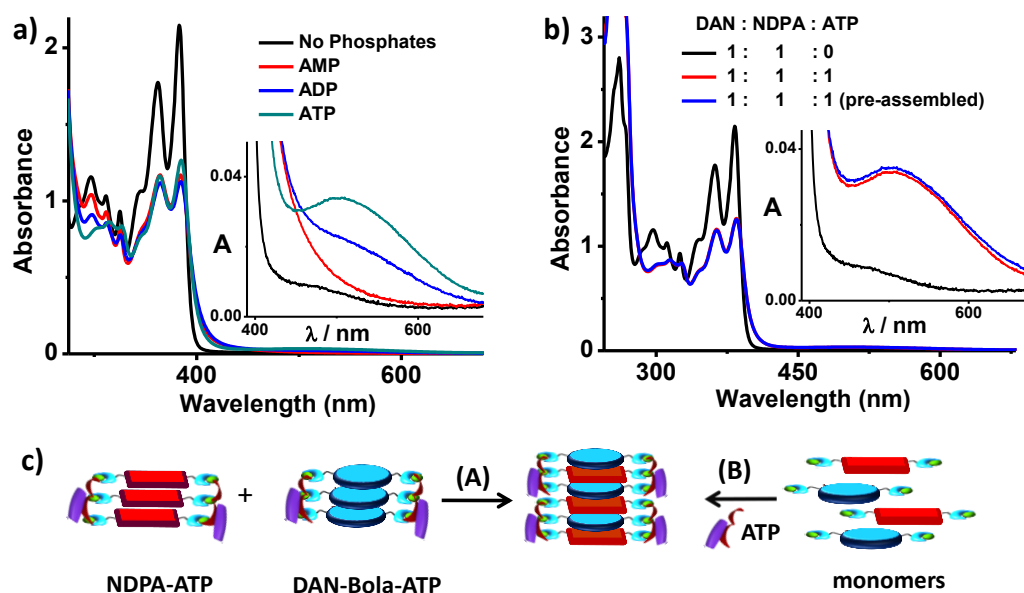 a)
No Phosphates
AMP
ADP
ATP
Absorbance
2
1
0
400
600
Wavelength (nm)
A
0.04
0.00
400
600
λ / nm
b)
DAN : NDPA : ATP
1 : 1 : 0
1 : 1 : 1
1 : 1 : 1 (pre-assembled)
Absorbance
3
2
1
0
300
450
600
Wavelength (nm)
A
0.04
0.00
400
600
λ / nm
c)
+
(A)
(B)
ATP
NDPA-ATP
DAN-Bola-ATP
monomers